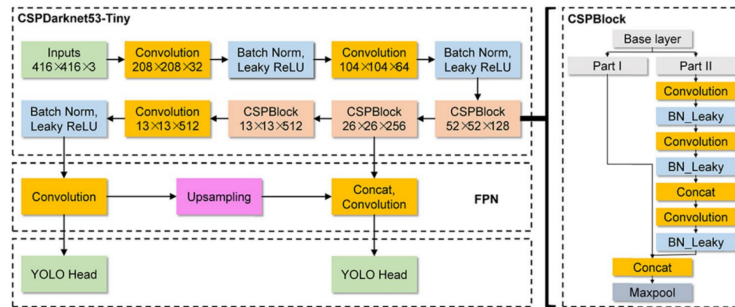 CSPDarknet53-Tiny
Inputs
416×416×3
Convolution
208×208×32
Batch Norm,
Leaky ReLU
Convolution
104×104×64
Batch Norm,
Leaky ReLU
Batch Norm,
Leaky ReLU
Convolution
13×13×512
CSPBlock
13×13×512
CSPBlock
26×26×256
CSPBlock
52×52×128
Convolution
Upsampling
Concat,
Convolution
FPN
YOLO Head
YOLO Head
CSPBlock
Base layer
Part I
Part II
Convolution
BN_Leaky
Convolution
BN_Leaky
Concat
Convolution
BN_Leaky
Concat
Maxpool